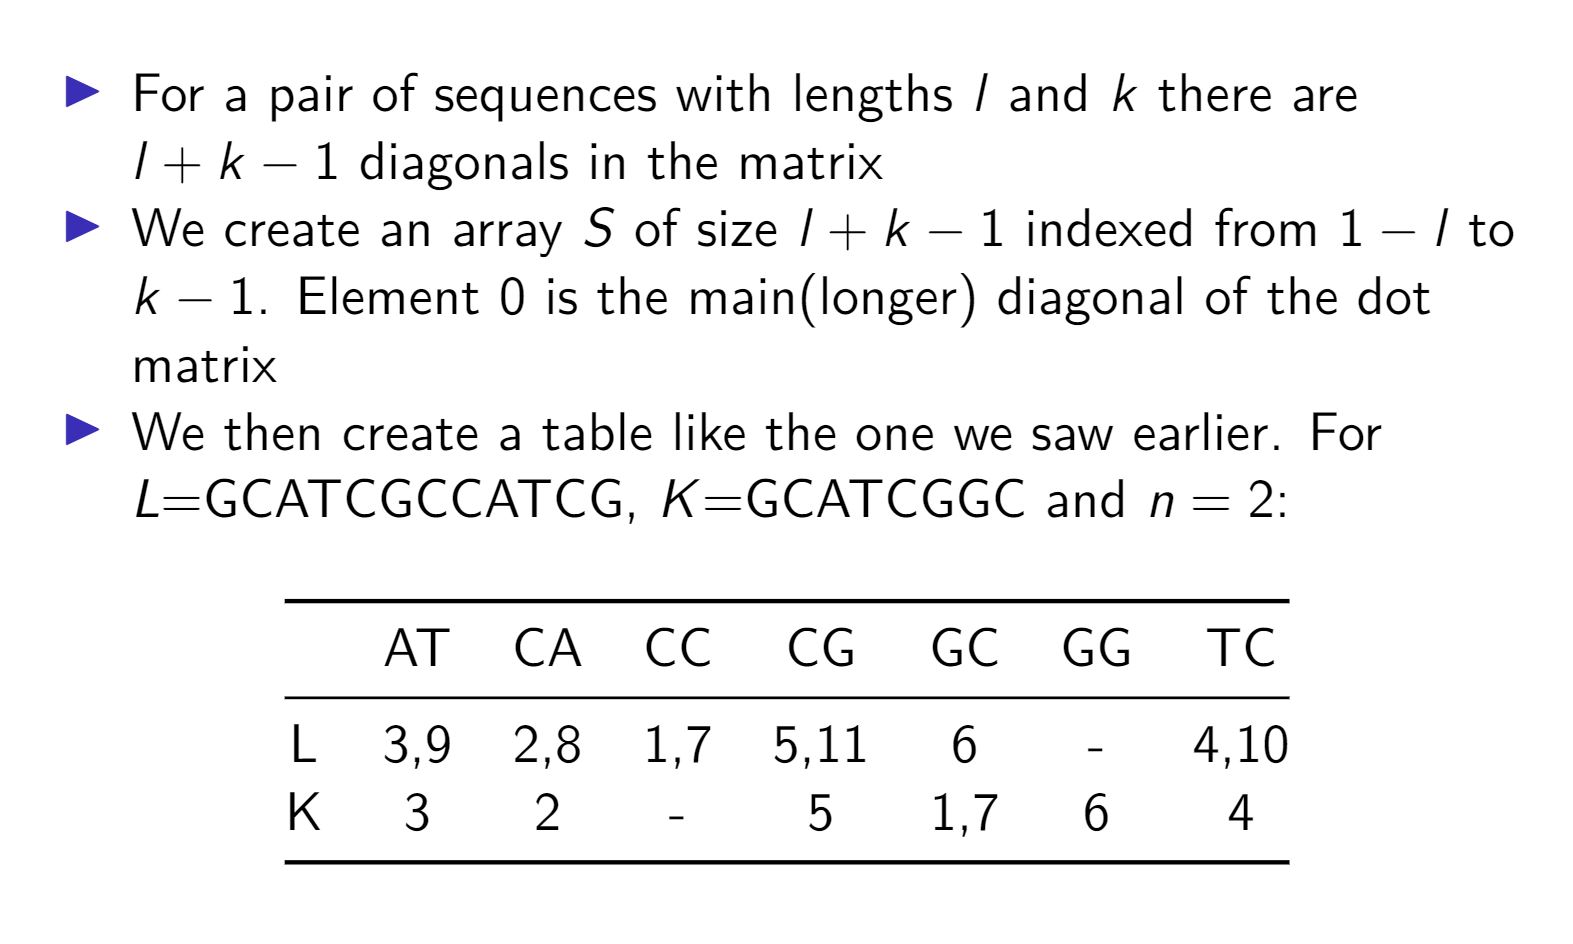 ▶ For a pair of sequences with lengths l and k there are
l + k − 1 diagonals in the matrix
▶ We create an array S of size l + k − 1 indexed from 1 − l to
k − 1. Element 0 is the main(longer) diagonal of the dot
matrix
▶ We then create a table like the one we saw earlier. For
L=GCATCGCCATCG, K=GCATCGGC and n = 2:
AT CA CC CG GC GG TC
L 3,9 2,8 1,7 5,11 6 - 4,10
K 3 2 - 5 1,7 6 4